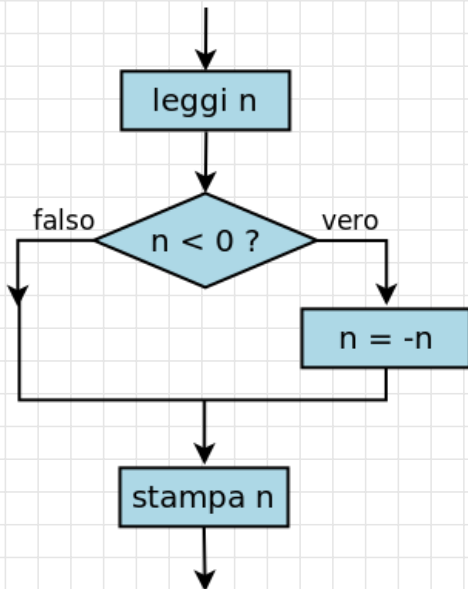 leggi n
falso
n < 0 ?
vero
n = -n
stampa n